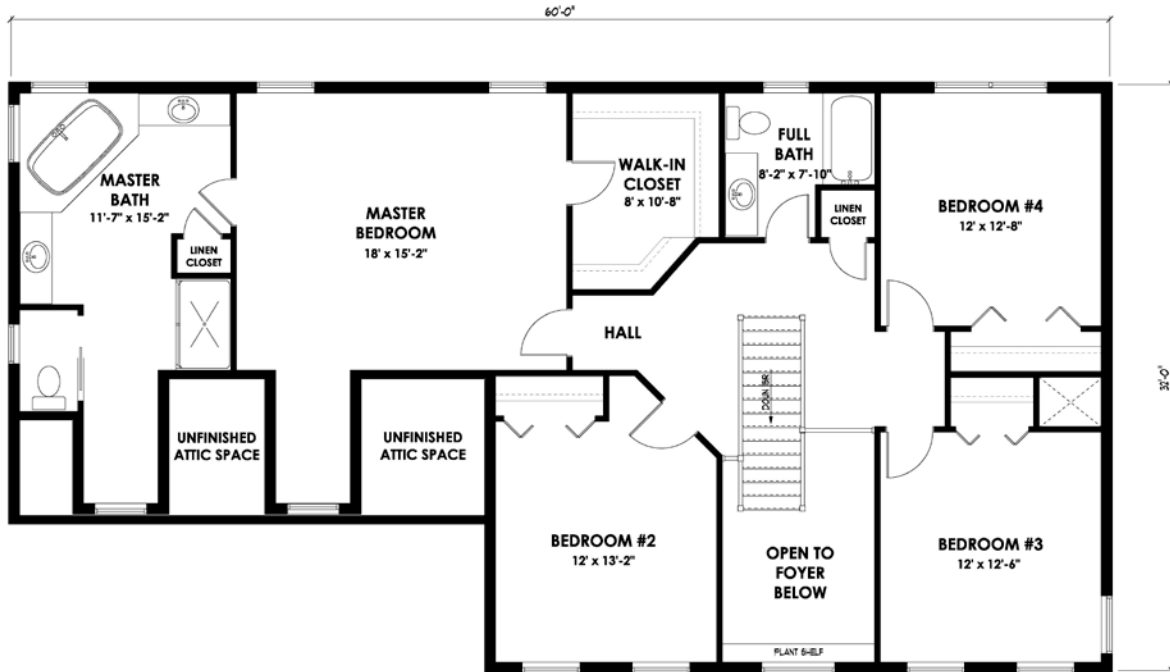 60'-0"
MASTER
BATH
11'-7" x 15'-2"
LINEN
CLOSET
MASTER
BEDROOM
18' x 15'-2"
WALK-IN
CLOSET
8' x 10'-8"
FULL
BATH
8'-2" x 7'-10"
LINEN
CLOSET
BEDROOM #4
12' x 12'-8"
HALL
DOWN 15R
32'-0"
UNFINISHED
ATTIC SPACE
UNFINISHED
ATTIC SPACE
BEDROOM #2
12' x 13'-2"
OPEN TO
FOYER
BELOW
BEDROOM #3
12' x 12'-6"
PLANT SHELF